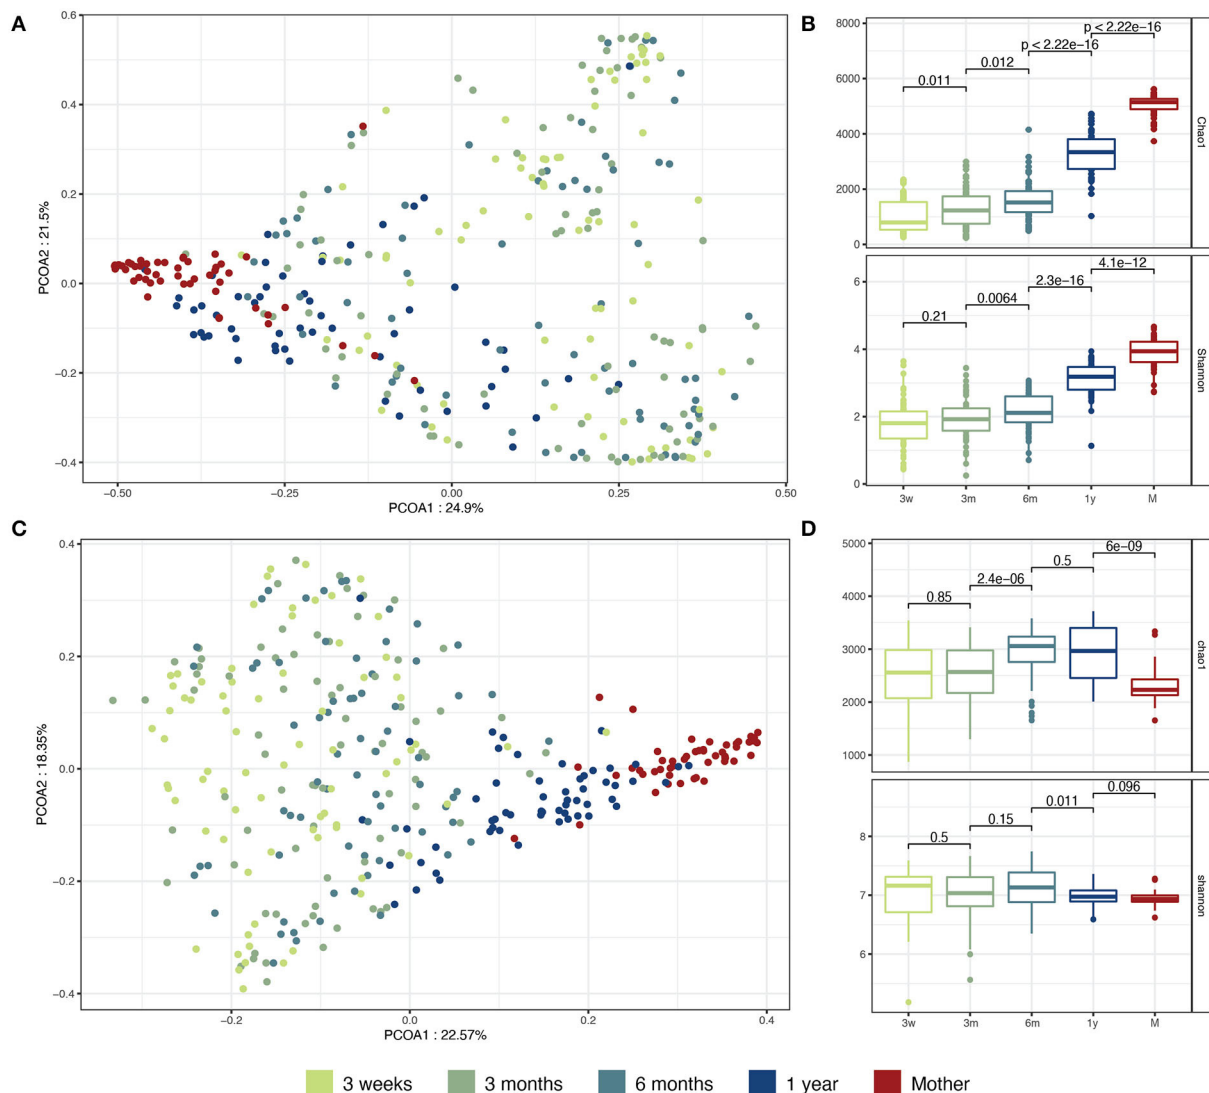 A
0.6
0.4
0.2
0.0
−0.2
−0.4
PCOA2 : 21.5%
−0.50
−0.25
0.00
0.25
0.50
PCOA1 : 24.9%
B
8000
6000
4000
2000
0
0.011
0.012
p < 2.22e−16
p < 2.22e−16
Chao1
6
4
2
0
0.21
0.0064
2.3e−16
4.1e−12
Shannon
3w
3m
6m
1y
M
C
0.4
0.2
0.0
−0.2
−0.4
PCOA2 : 18.35%
−0.2
0.0
0.2
0.4
PCOA1 : 22.57%
D
5000
4000
3000
2000
1000
0.85
2.4e−06
0.5
6e−09
chao1
8
7
6
0.5
0.15
0.011
0.096
shannon
3w
3m
6m
1y
M
3 weeks
3 months
6 months
1 year
Mother